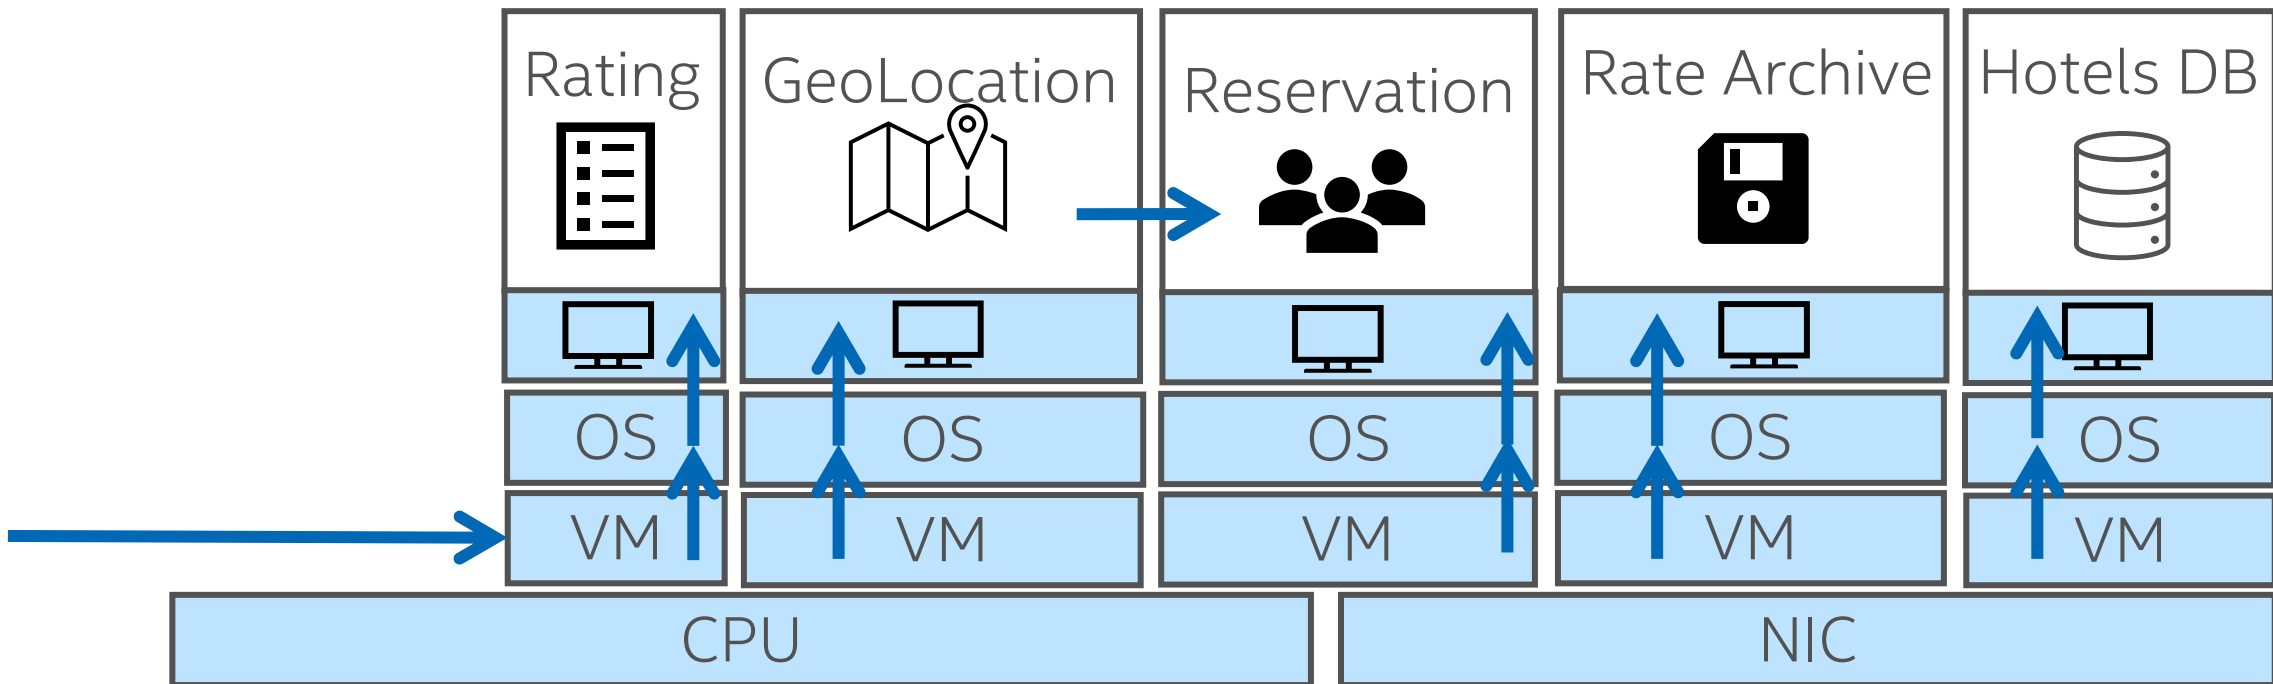 Rating
GeoLocation
Reservation
Rate Archive
Hotels DB
OS
OS
OS
OS
OS
VM
VM
VM
VM
VM
CPU
NIC